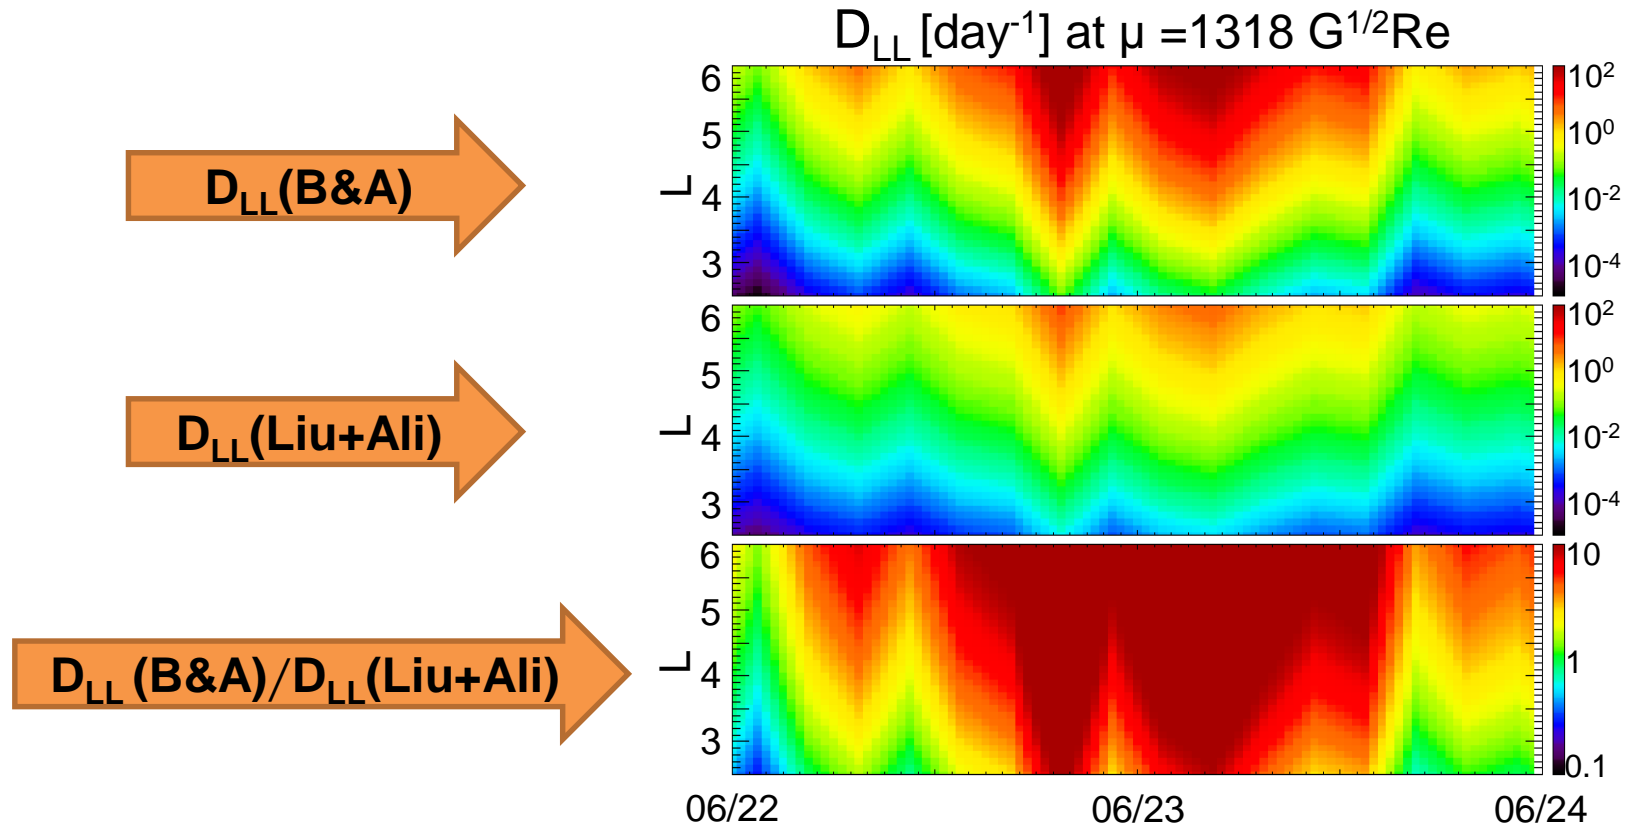 D_LL [day^-1] at μ =1318 G^1/2Re
D_LL(B&A)
6
5
4
3
L
10^2
10^0
10^-2
10^-4
D_LL(Liu+Ali)
6
5
4
3
L
10^2
10^0
10^-2
10^-4
D_LL (B&A)/D_LL(Liu+Ali)
6
5
4
3
L
10
1
0.1
06/22 06/23 06/24